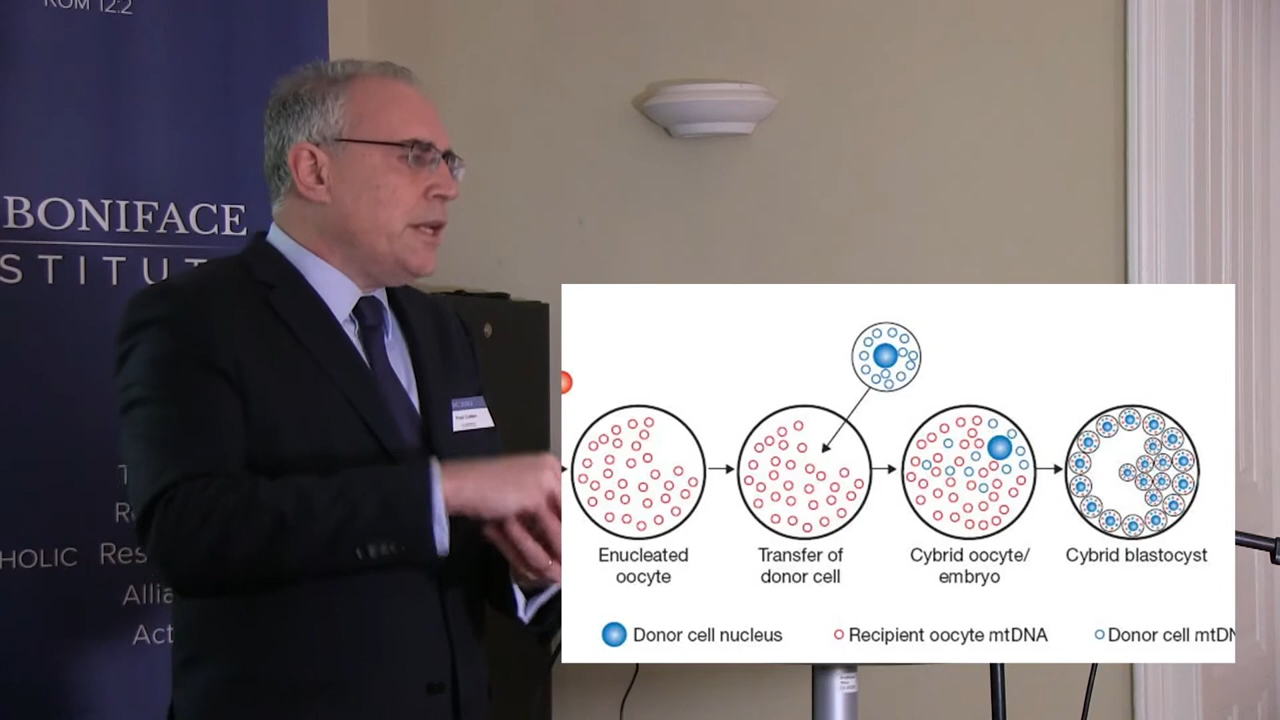 ROM 12:2
BONIFACE
STITUT
HOLIC Res
Allia
Act
Enucleated
oocyte
Transfer of
donor cell
Cybrid oocyte/
embryo
Cybrid blastocyst
Donor cell nucleus
Recipient oocyte mtDNA
Donor cell mtDN